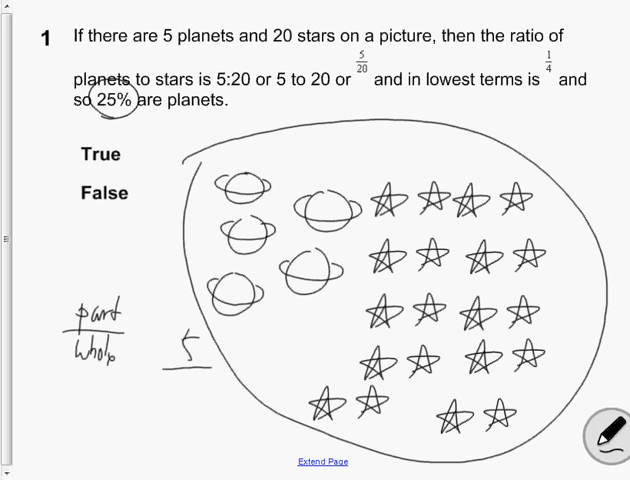 1 If there are 5 planets and 20 stars on a picture, then the ratio of
planets to stars is 5:20 or 5 to 20 or 5/20 and in lowest terms is 1/4 and
so 25% are planets.
True
False
part
whole
5
Extend Page